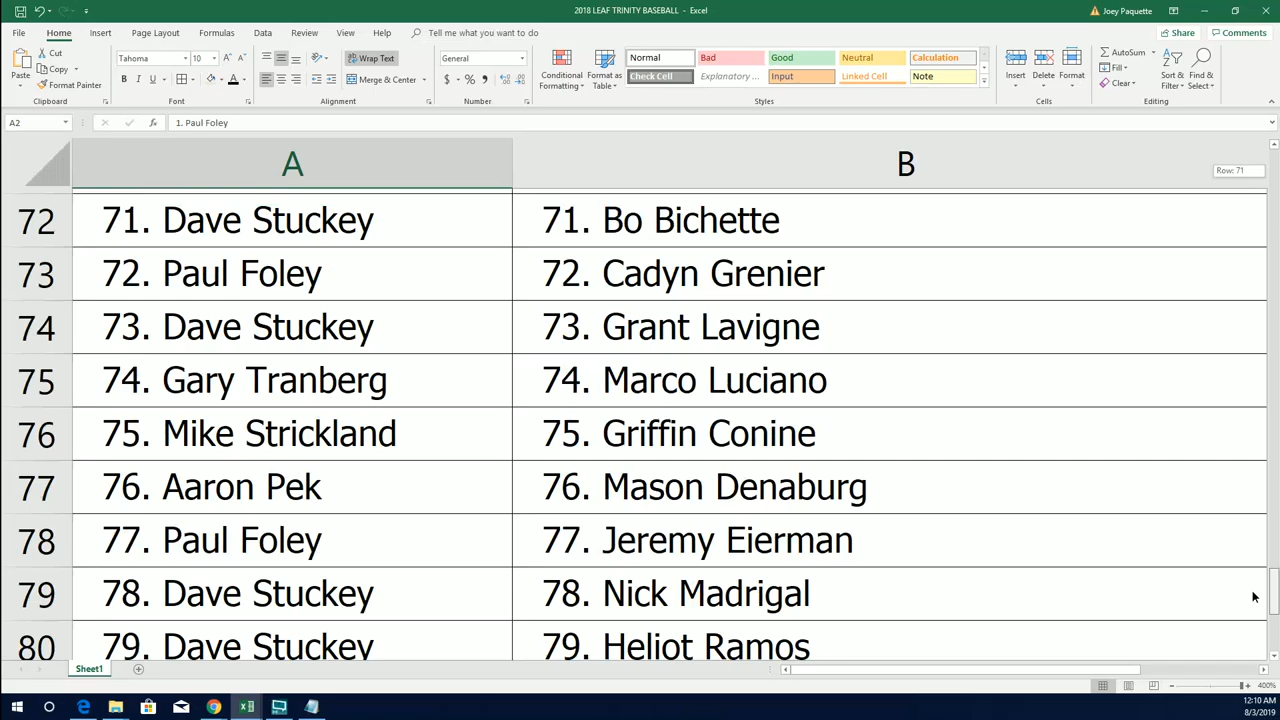 2018 LEAF TRINITY BASEBALL - Excel
Joey Paquette
File Home Insert Page Layout Formulas Data Review View Help Tell me what you want to do Share Comments
Paste
Cut
Copy
Format Painter
Clipboard
Tahoma 10
B I U
Font
Wrap Text
Merge & Center
Alignment
General
$ % ,
Number
Conditional Formatting
Format as Table
Normal Bad Good Neutral Calculation
Check Cell Explanatory ... Input Linked Cell Note
Styles
Insert Delete Format
Cells
AutoSum
Fill
Clear
Sort & Filter
Find & Select
Editing
A2 fx 1. Paul Foley
A B
Row: 71
72 71. Dave Stuckey 71. Bo Bichette
73 72. Paul Foley 72. Cadyn Grenier
74 73. Dave Stuckey 73. Grant Lavigne
75 74. Gary Tranberg 74. Marco Luciano
76 75. Mike Strickland 75. Griffin Conine
77 76. Aaron Pek 76. Mason Denaburg
78 77. Paul Foley 77. Jeremy Eierman
79 78. Dave Stuckey 78. Nick Madrigal
80 79. Dave Stuckey 79. Heliot Ramos
Sheet1
400%
12:10 AM
8/3/2019